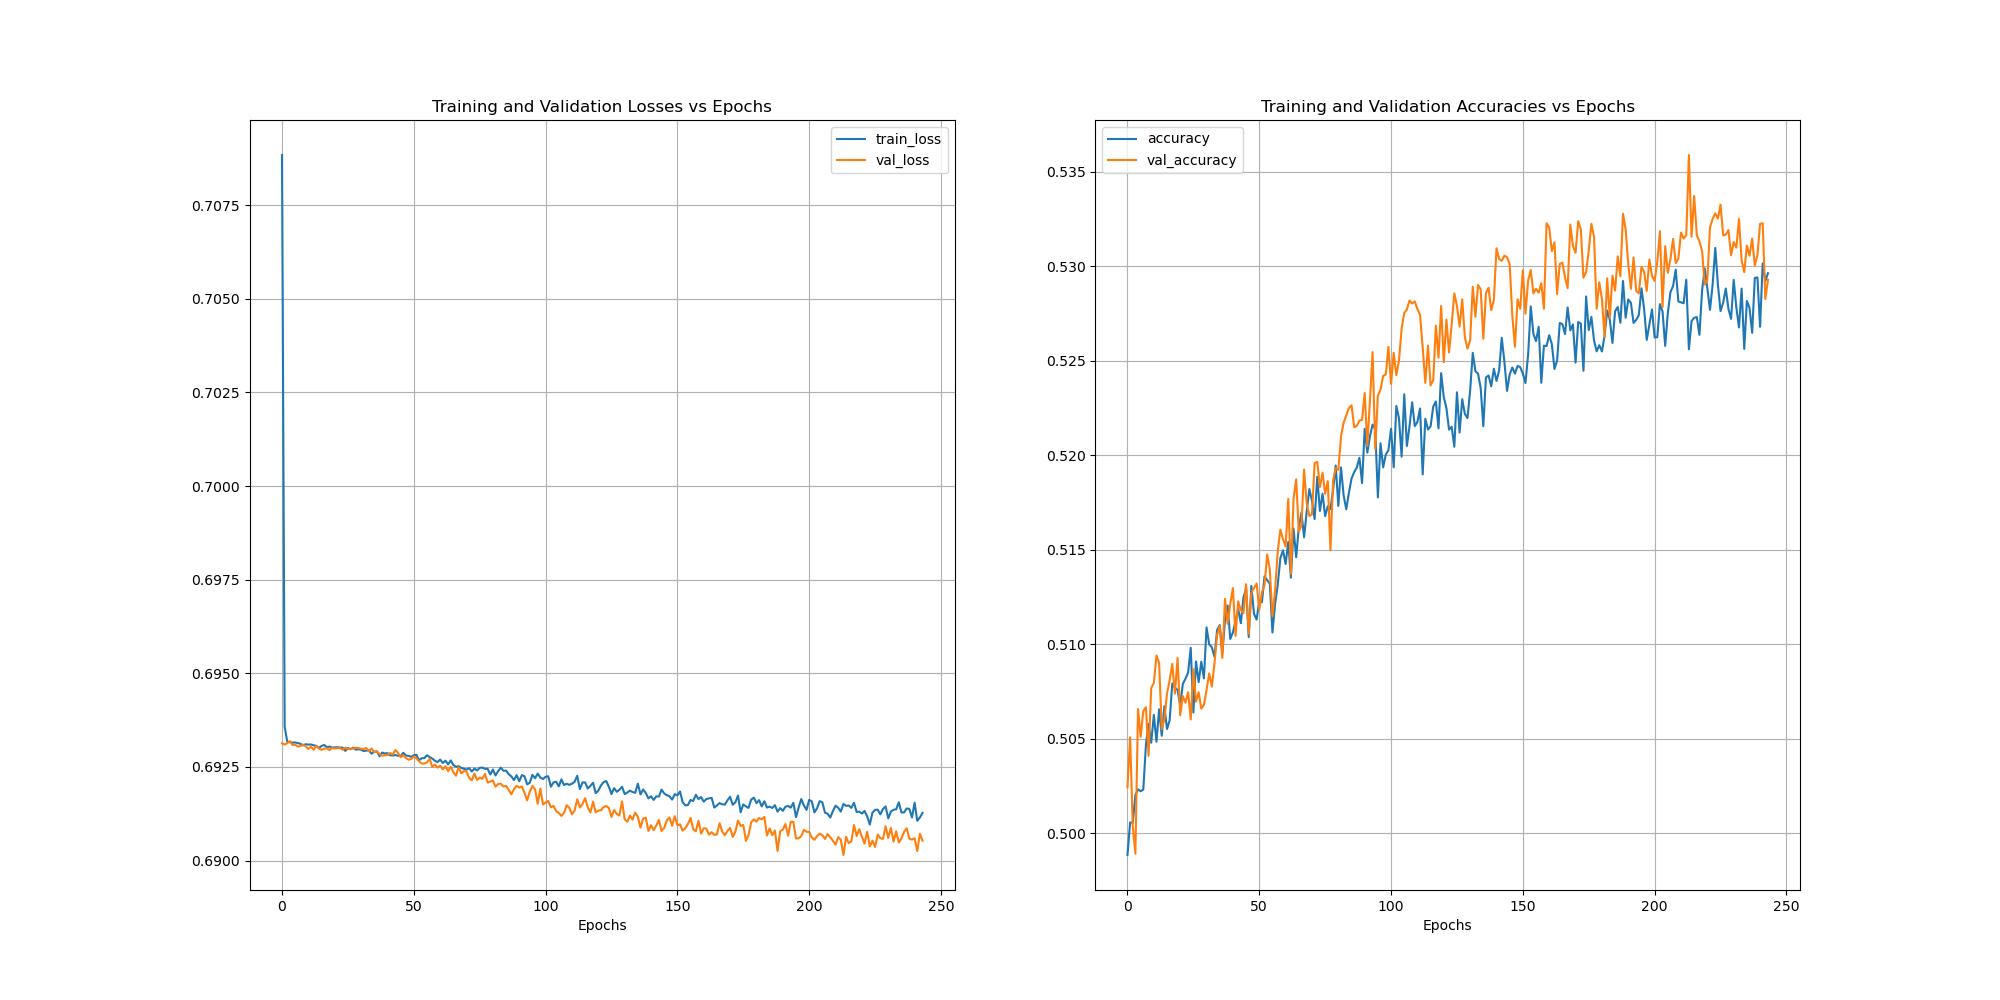 Training and Validation Losses vs Epochs
train_loss
val_loss
0.7075
0.7050
0.7025
0.7000
0.6975
0.6950
0.6925
0.6900
0 50 100 150 200 250
Epochs
Training and Validation Accuracies vs Epochs
accuracy
val_accuracy
0.535
0.530
0.525
0.520
0.515
0.510
0.505
0.500
0 50 100 150 200 250
Epochs